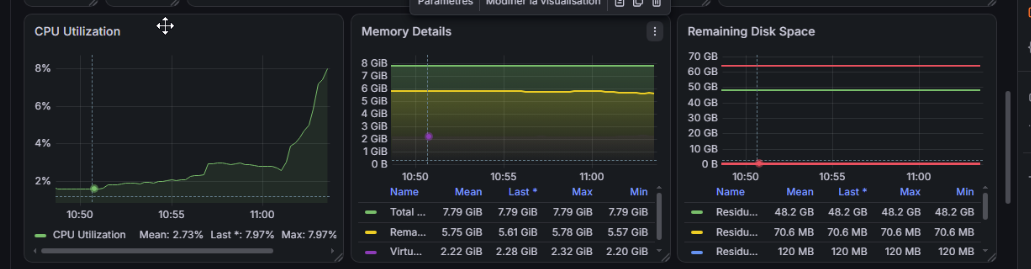 Paramètres Modifier la visualisation
CPU Utilization
8%
6%
4%
2%
10:50 10:55 11:00
CPU Utilization Mean: 2.73% Last *: 7.97% Max: 7.97%
Memory Details
8 GiB
7 GiB
6 GiB
5 GiB
4 GiB
3 GiB
2 GiB
1 GiB
0 B
10:50 10:55 11:00
Name Mean Last * Max Min
Total ... 7.79 GiB 7.79 GiB 7.79 GiB 7.79 GiB
Rema... 5.75 GiB 5.61 GiB 5.78 GiB 5.57 GiB
Virtu... 2.22 GiB 2.28 GiB 2.32 GiB 2.20 GiB
Remaining Disk Space
70 GB
60 GB
50 GB
40 GB
30 GB
20 GB
10 GB
0 B
10:50 10:55 11:00
Name Mean Last * Max Min
Residu... 48.2 GB 48.2 GB 48.2 GB 48.2 GB
Residu... 70.6 MB 70.6 MB 70.6 MB 70.6 MB
Residu... 120 MB 120 MB 120 MB 120 MB